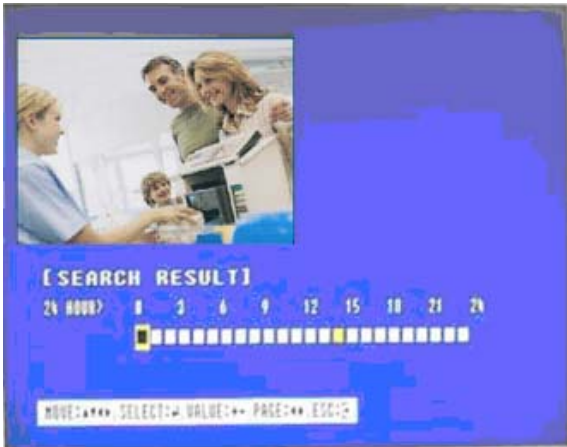 [SEARCH RESULT]
24 HOUR> 0 3 6 9 12 15 18 21 24
MOVE: SELECT: VALUE:+- PAGE: ESC: